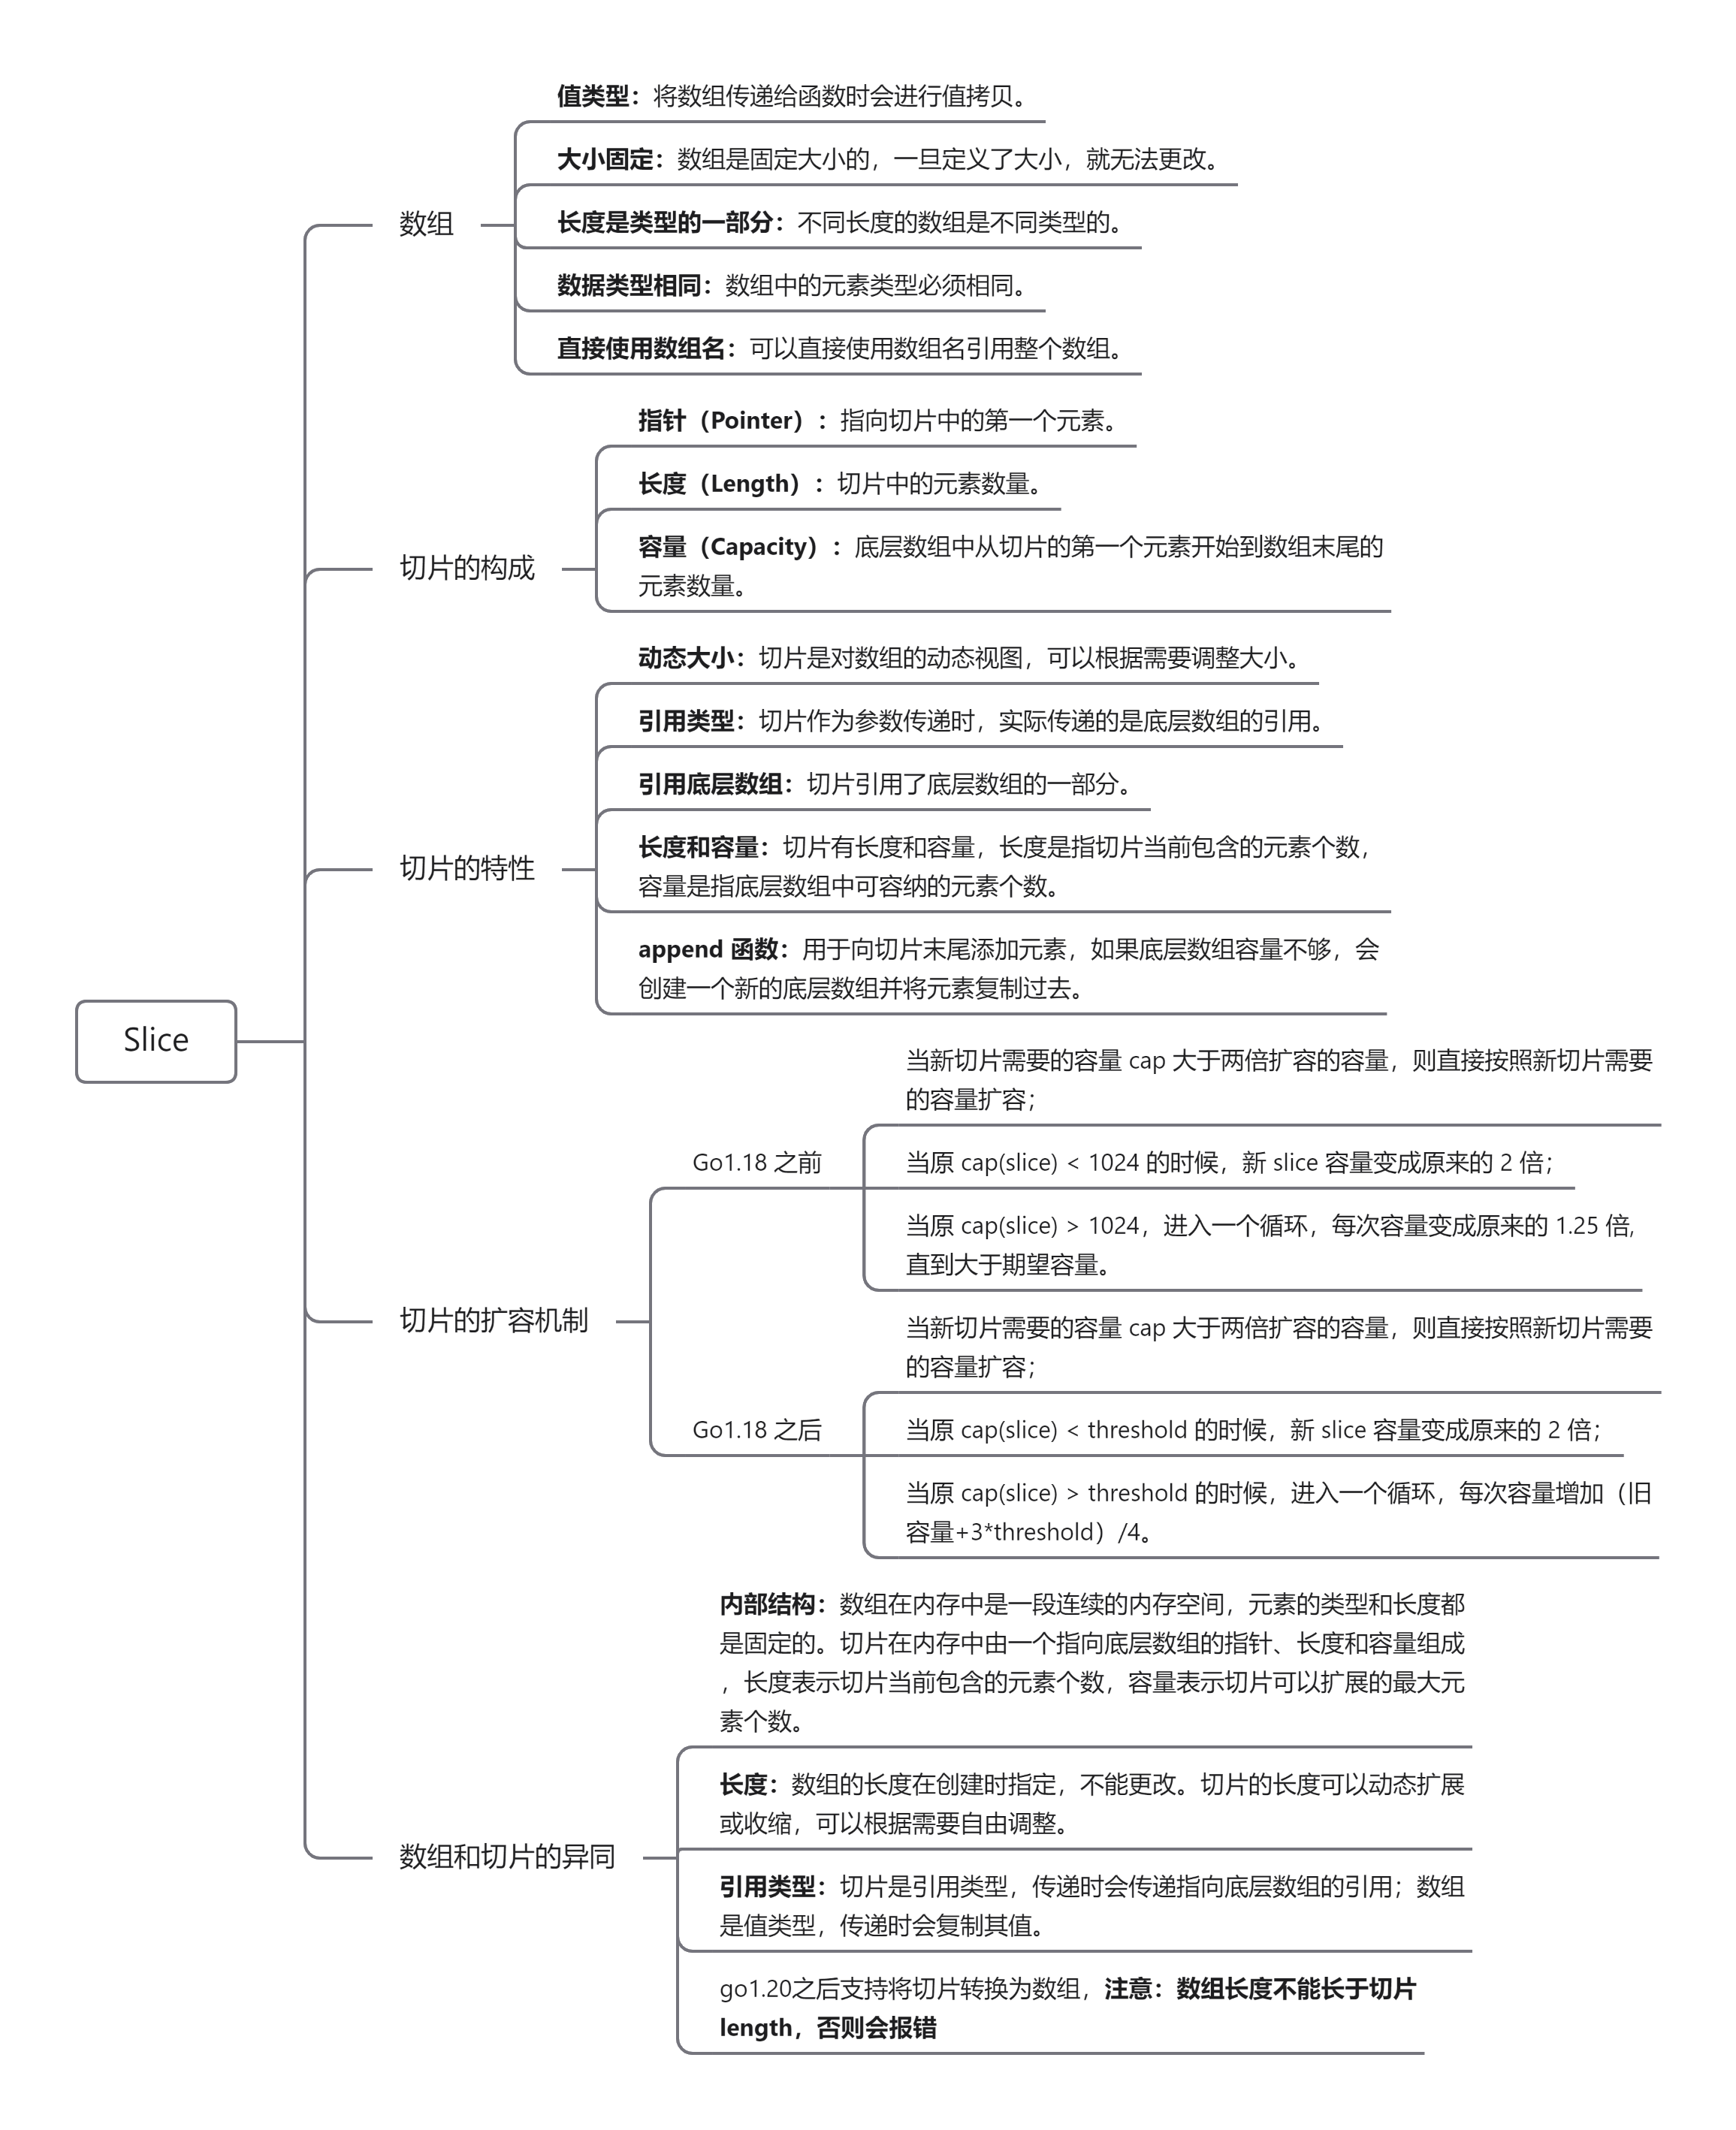 Slice
数组
值类型：将数组传递给函数时会进行值拷贝。
大小固定：数组是固定大小的，一旦定义了大小，就无法更改。
长度是类型的一部分：不同长度的数组是不同类型的。
数据类型相同：数组中的元素类型必须相同。
直接使用数组名：可以直接使用数组名引用整个数组。
切片的构成
指针（Pointer）：指向切片中的第一个元素。
长度（Length）：切片中的元素数量。
容量（Capacity）：底层数组中从切片的第一个元素开始到数组末尾的
元素数量。
切片的特性
动态大小：切片是对数组的动态视图，可以根据需要调整大小。
引用类型：切片作为参数传递时，实际传递的是底层数组的引用。
引用底层数组：切片引用了底层数组的一部分。
长度和容量：切片有长度和容量，长度是指切片当前包含的元素个数，
容量是指底层数组中可容纳的元素个数。
append 函数：用于向切片末尾添加元素，如果底层数组容量不够，会
创建一个新的底层数组并将元素复制过去。
切片的扩容机制
Go1.18 之前
当新切片需要的容量 cap 大于两倍扩容的容量，则直接按照新切片需要
的容量扩容；
当原 cap(slice) < 1024 的时候，新 slice 容量变成原来的 2 倍；
当原 cap(slice) > 1024，进入一个循环，每次容量变成原来的 1.25 倍,
直到大于期望容量。
Go1.18 之后
当新切片需要的容量 cap 大于两倍扩容的容量，则直接按照新切片需要
的容量扩容；
当原 cap(slice) < threshold 的时候，新 slice 容量变成原来的 2 倍；
当原 cap(slice) > threshold 的时候，进入一个循环，每次容量增加（旧
容量+3*threshold）/4。
数组和切片的异同
内部结构：数组在内存中是一段连续的内存空间，元素的类型和长度都
是固定的。切片在内存中由一个指向底层数组的指针、长度和容量组成
，长度表示切片当前包含的元素个数，容量表示切片可以扩展的最大元
素个数。
长度：数组的长度在创建时指定，不能更改。切片的长度可以动态扩展
或收缩，可以根据需要自由调整。
引用类型：切片是引用类型，传递时会传递指向底层数组的引用；数组
是值类型，传递时会复制其值。
go1.20之后支持将切片转换为数组，注意：数组长度不能长于切片
length，否则会报错